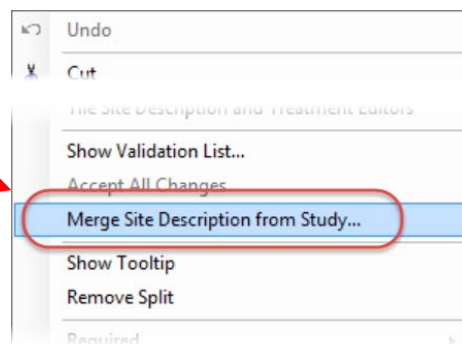 Undo
Cut
Tile Site Description and Treatment Editors
Show Validation List...
Accept All Changes
Merge Site Description from Study...
Show Tooltip
Remove Split
Required